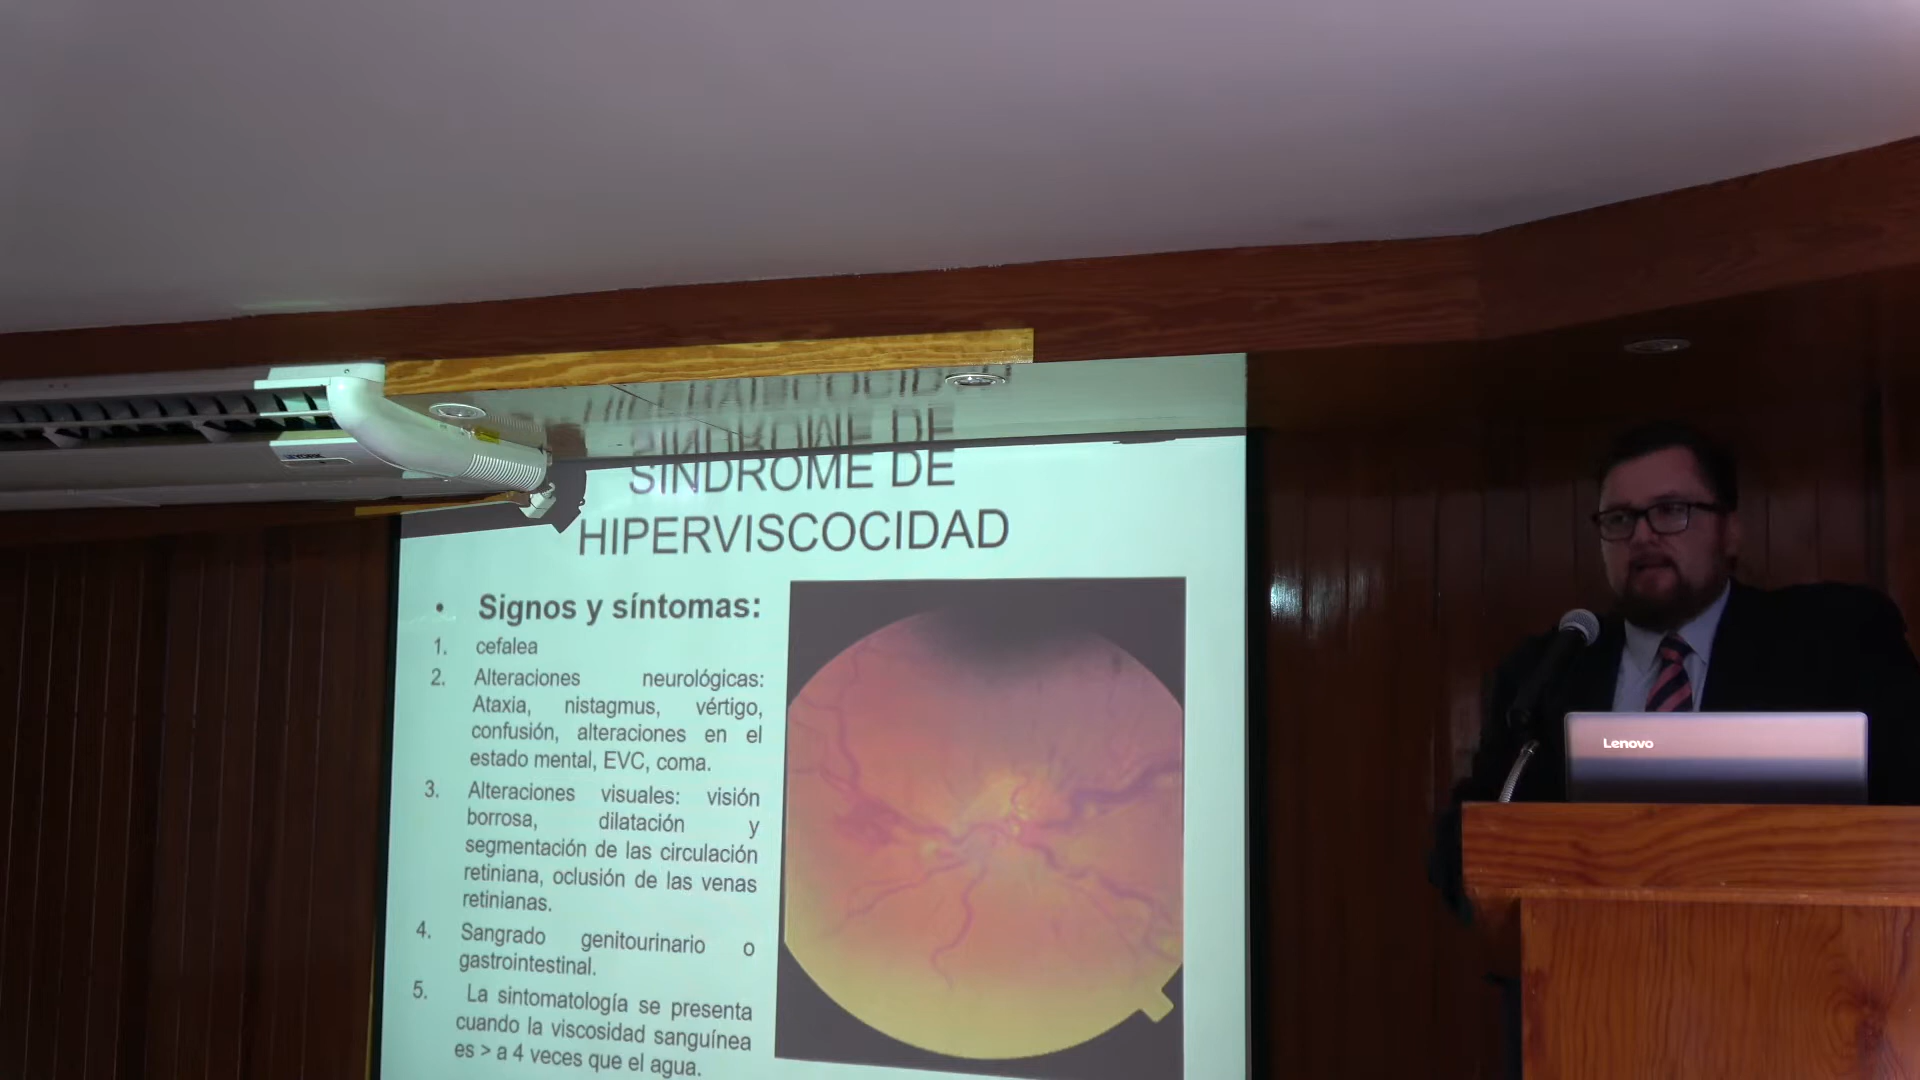 SÍNDROME DE
HIPERVISCOCIDAD
• Signos y síntomas:
1. cefalea
2. Alteraciones neurológicas:
Ataxia, nistagmus, vértigo,
confusión, alteraciones en el
estado mental, EVC, coma.
3. Alteraciones visuales: visión
borrosa, dilatación y
segmentación de las circulación
retiniana, oclusión de las venas
retinianas.
4. Sangrado genitourinario o
gastrointestinal.
5. La sintomatología se presenta
cuando la viscosidad sanguínea
es > a 4 veces que el agua.
YORK
Lenovo